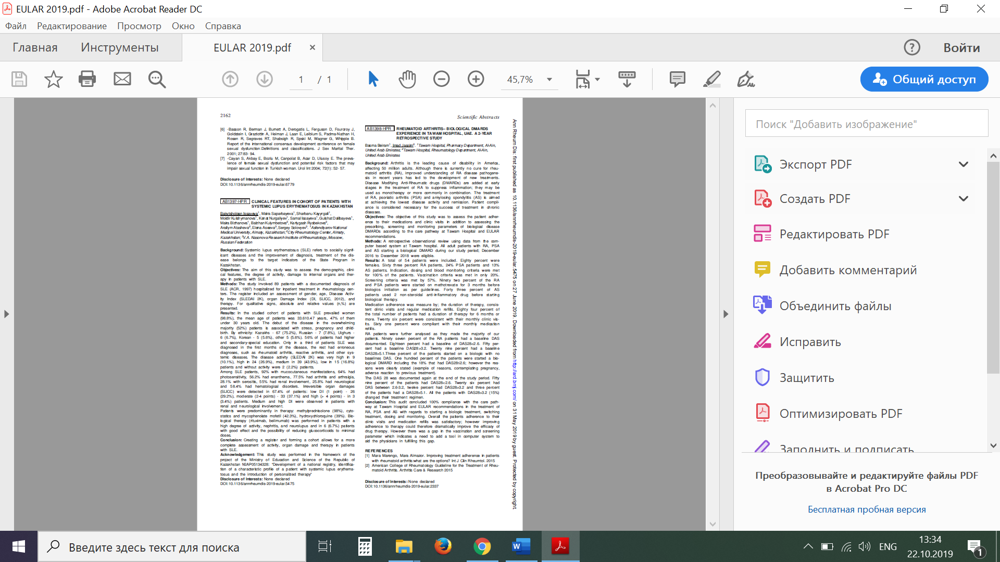 EULAR 2019.pdf - Adobe Acrobat Reader DC
Файл Редактирование Просмотр Окно Справка
Главная Инструменты EULAR 2019.pdf × Войти
1 / 1 45,7% Общий доступ
2162 Scientific Abstracts
[6] -Basson R, Berman J, Burnett A, Derogatis L, Ferguson D, Fourcroy J,
Goldstein I, Graziottin A, Heiman J, Laan E, Leiblum S, Padma-Nathan H,
Rosen R, Segraves RT, Shabsigh R, Spski M, Wagner G, Whipple B.
Report of the international consensus development conference on female
sexual dysfunction:Definitions and classifications. J Sex Marital Ther.
2001; 27:83- 94.
[7] -Cayan S, Akbay E, Bozlu M, Canpolat B, Acar D, Ulusoy E. The preva-
lence of female sexual dysfunction and potential risk factors that may
impair sexual function in Turkish woman. Urol Int 2004; 72(1): 52- 57.
Disclosure of Interests: None declared
DOI: 10.1136/annrheumdis-2019-eular.6779
AB1397-HPR CLINICAL FEATURES IN COHORT OF PATIENTS WITH
SYSTEMIC LUPUS ERYTHEMATOSUS IN KAZAKHSTAN
Bakytsholpan Issayeva1, Maira Saparbayeva1, Sharbanu Kayyrgali1,
Moldir Kulshymanova1, Kanat Nurgaliyev1, Samal Issayeva1, Gulshat Dalibayeva1,
Maira Bizhanova1, Balzhan Kulymbetova2, Karlygash Rysbekova2,
Arailym Atasheva2, Elena Aseeva3, Sergey Solovyev3. 1Asfendiyarov National
Medical University, Almaty, Kazakhstan; 2City Rheumatology Center, Almaty,
Kazakhstan; 3V.A. Nasonova Research Institute of Rheumatology, Moscow,
Russian Federation
Background: Systemic lupus erythematosus (SLE) refers to socially signif-
icant diseases and the improvement of diagnosis, treatment of the dis-
ease belongs to the target indicators of the State Program in
Kazakhstan.
Objectives: The aim of this study was to assess the demographic, clini-
cal features, the degree of activity, damage to internal organs and ther-
apy in patients with SLE.
Methods: The study involved 89 patients with a documented diagnosis of
SLE (ACR, 1997) hospitalized for inpatient treatment in rheumatology cen-
ters. The register included an assessment of gender, age, Disease Activ-
ity Index (SLEDAI 2K), organ Damage Index (DI, SLICC, 2012), and
therapy. For qualitative signs, absolute and relative values (n,%) are
presented.
Results: In the studied cohort of patients with SLE prevailed women
(98.8%), the mean age of patients was 33.610.47 years, 47% of them
under 30 years old. The debut of the disease in the overwhelming
majority (52%) patients is associated with stress, pregnancy and child-
birth. By ethnicity: Kazakhs - 67 (75.2%), Russian - 7 (7.8%), Uighurs -
6 (6.7%), Korean - 5 (5.6%), other 5 (5.6%). 56% of patients had higher
and secondary-special education. Only in a third of patients SLE was
diagnosed in the first months of the disease, the rest had erroneous
diagnoses, such as rheumatoid arthritis, reactive arthritis, and other sys-
temic diseases. The disease activity (SLEDAI 2K) was very high in 9
(10.1%), high in 24 (26.9%), medium in 39 (43.9%), low in 15 (16.8%)
patients and without activity were 2 (2.2%).
Among SLE patients, 92% with mucocutaneous manifestations, 64% had
photosensitivity, 56.2% had enanthema, 77.5% had arthritis and arthralgia,
28.1% with serositis, 55% had renal involvement, 25.8% had neurological
and 58.4% had hematological disorders. Irreversible organ damages
(SLICC) were detected in 67.4% of patients: low DI (1 point) - 26
(29.2%), moderate (2-4 points) - 33 (37.1%) and high (> 4 points) - in 3
(3.4%) patients. Medium and high DI were observed in patients with
renal and neurological involvement.
Patients were predominantly in therapy: methylprednisolone (98%), cyto-
statics and mycophenolate mofetil (42.3%), hydroxychloroquine (39%). Bio-
logical therapy (rituximab, belimumab) was performed in patients with a
high degree of activity, nephritis, and neurolupus and in 6 (6.7%) patients
with good effect and the possibility of reducing glucocorticoids to minimal
doses.
Conclusion: Creating a register and forming a cohort allows for a more
complete assessment of activity, organ damage and therapy in patients
with SLE.
Acknowledgement: This study was performed in the framework of the
project of the Ministry of Education and Science of the Republic of
Kazakhstan №AP05134328: "Development of a national registry, identifica-
tion of a characteristic profile of a patient with systemic lupus erythema-
tosus and the introduction of personalized therapy"
Disclosure of Interests: None declared
DOI: 10.1136/annrheumdis-2019-eular.5475
AB1398-HPR RHEUMATOID ARTHRITIS– BIOLOGICAL DMARDS
EXPERIENCE IN TAWAM HOSPITAL, UAE. A 2-YEAR
RETROSPECTIVE STUDY
Basma Beiram1, Imad Jassim2. 1Tawam Hospital, Pharmacy Department, Al-Ain,
United Arab Emirates; 2Tawam Hospital, Rheumatology Department, Al-Ain,
United Arab Emirates
Background: Arthritis is the leading cause of disability in America,
affecting 50 million adults. Although there is currently no cure for rheu-
matoid arthritis (RA), improved understanding of RA disease pathogene-
sis in recent years has led to the development of new treatments.
Disease Modifying Anti-Rheumatic drugs (DMARDs) are added at early
stages in the treatment of RA to suppress inflammation; they may be
used as monotherapy or more commonly in combination. The treatment
of RA, psoriatic arthritis (PSA) and ankylosing spondylitis (AS) is aimed
at achieving the lowest disease activity and remission. Patient compli-
ance is considered necessary for the success of treatment in chronic
diseases.
Objectives: The objective of this study was to assess the patient adher-
ence to their medications and clinic visits in addition to assessing the
prescribing, screening and monitoring parameters of biological disease
DMARDs according to the care pathway at Tawam Hospital and EULAR
recommendations.
Methods: A retrospective observational review using data from the com-
puter based system at Tawam hospital. All adult patients with RA, PSA
and AS starting a biological DMARD during our study period; December
2016 to December 2018 were eligible.
Results: A total of 54 patients were included. Eighty percent were
females. Sixty three percent RA patients, 24% PSA patients and 13%
AS patients. Indication, dosing and blood monitoring criteria were met
for 100% of the patients. Vaccination criteria was met in only 20%.
Screening criteria was met by 57%. Ninety two percent of the RA
and PSA patients were started on methotrexate for 3 months before
biologics initiation as per guidelines. Forty three percent of AS
patients used 2 non-steroidal anti-inflammatory drug before starting
biological therapy.
Medication adherence was measure by; the duration of therapy, consis-
tent clinic visits and regular medication refills. Eighty four percent of
the total number of patients had a duration of therapy for 6 months or
more. Twenty six percent were consistent with their monthly clinic vis-
its. Sixty one percent were compliant with their monthly medication
refills.
RA patients were further analysed as they made the majority of our
patients. Ninety seven percent of the RA patients had a baseline DAS
documented. Eighteen percent had a baseline of DAS28<2.6. Fifty per-
cent had a baseline DAS28>3.2. Twenty nine percent had a baseline
DAS28>5.1.Three percent of the patients started on a biologic with no
baselines DAS. One hundred percent of the patients were started a bio-
logical DMARD including the 18% that had DAS28≤2.6; however the rea-
sons were clearly stated (example of reasons, contemplating pregnancy,
adverse reaction to previous treatment).
The DAS 28 was documented again at the end of the study period. Fifty
nine percent of the patients had DAS28<2.6. Twenty six percent had
DAS between 2.6-3.2, twelve percent had DAS28>3.2 and three percent
of the patients had a DAS28>5.1. All the patients with DAS28>3.2 (15%)
changed their treatment regimen.
Conclusion: This audit concluded 100% compliance with the care path-
way at Tawam Hospital and EULAR recommendations in the treatment of
RA, PSA and AS with regards to starting a biologic treatment, switching
treatment, dosing and monitoring. Overall the patients adherence to their
clinic visits and medication refills was satisfactory; however improving
adherence to therapy could therefore dramatically improve the efficacy of
drug therapy. However there was a gap in the vaccination and screening
parameter which indicates a need to add a tool in computer system to
aid the physicians in fulfilling this gap.
REFERENCES
[1] Mara Marengo, Mara Almazor. Improving treatment adherence in patients
with rheumatoid arthritis:what are the options? Int J Clin Rheumtol. 2015
[2] American College of Rheumatology Guideline for the Treatment of Rheu-
matoid Arthritis. Arthritis Care & Research 2015
Disclosure of Interests: None declared
DOI: 10.1136/annrheumdis-2019-eular.2337
Ann Rheum Dis: first published as 10.1136/annrheumdis-2019-eular.5475 on 27 June 2019. Downloaded from http://ard.bmj.com/ on 31 May 2019 by guest. Protected by copyright.
Поиск "Добавить изображение"
Экспорт PDF
Создать PDF
Редактировать PDF
Добавить комментарий
Объединить файлы
Исправить
Защитить
Оптимизировать PDF
Заполнить и подписать
Преобразовывайте и редактируйте файлы PDF
в Acrobat Pro DC
Бесплатная пробная версия
Введите здесь текст для поиска
ENG
13:34
22.10.2019
1